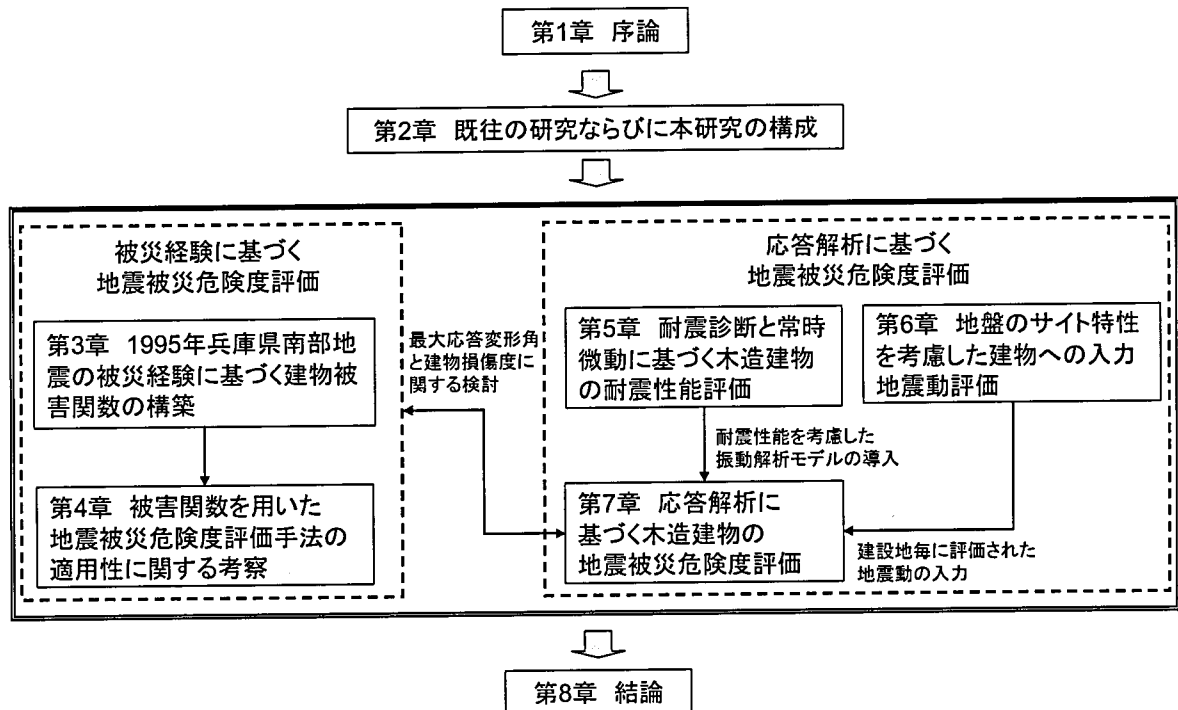 第1章 序論
第2章 既往の研究ならびに本研究の構成
被災経験に基づく
地震被災危険度評価
第3章 1995年兵庫県南部地
震の被災経験に基づく建物被
害関数の構築
第4章 被害関数を用いた
地震被災危険度評価手法の
適用性に関する考察
最大応答変形角
と建物損傷度に
関する検討
応答解析に基づく
地震被災危険度評価
第5章 耐震診断と常時
微動に基づく木造建物
の耐震性能評価
第6章 地盤のサイト特性
を考慮した建物への入力
地震動評価
耐震性能を考慮した
振動解析モデルの導入
第7章 応答解析に
基づく木造建物の
地震被災危険度評価
建設地毎に評価された
地震動の入力
第8章 結論